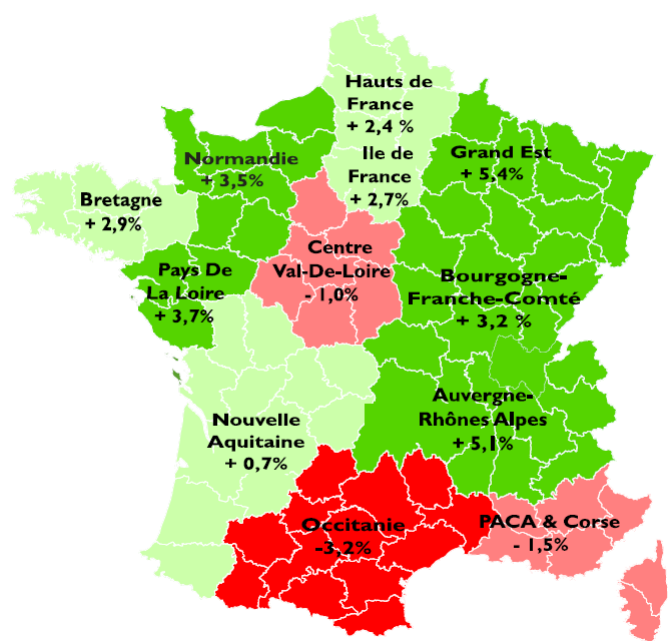 Hauts de
France
+ 2,4 %
Ile de
France
+ 2,7%
Normandie
+ 3,5%
Grand Est
+ 5,4%
Bretagne
+ 2,9%
Centre
Val-De-Loire
- 1,0%
Pays De
La Loire
+ 3,7%
Bourgogne-
Franche-Comté
+ 3,2 %
Auvergne-
Rhônes Alpes
+ 5,1%
Nouvelle
Aquitaine
+ 0,7%
Occitanie
-3,2%
PACA & Corse
- 1,5%